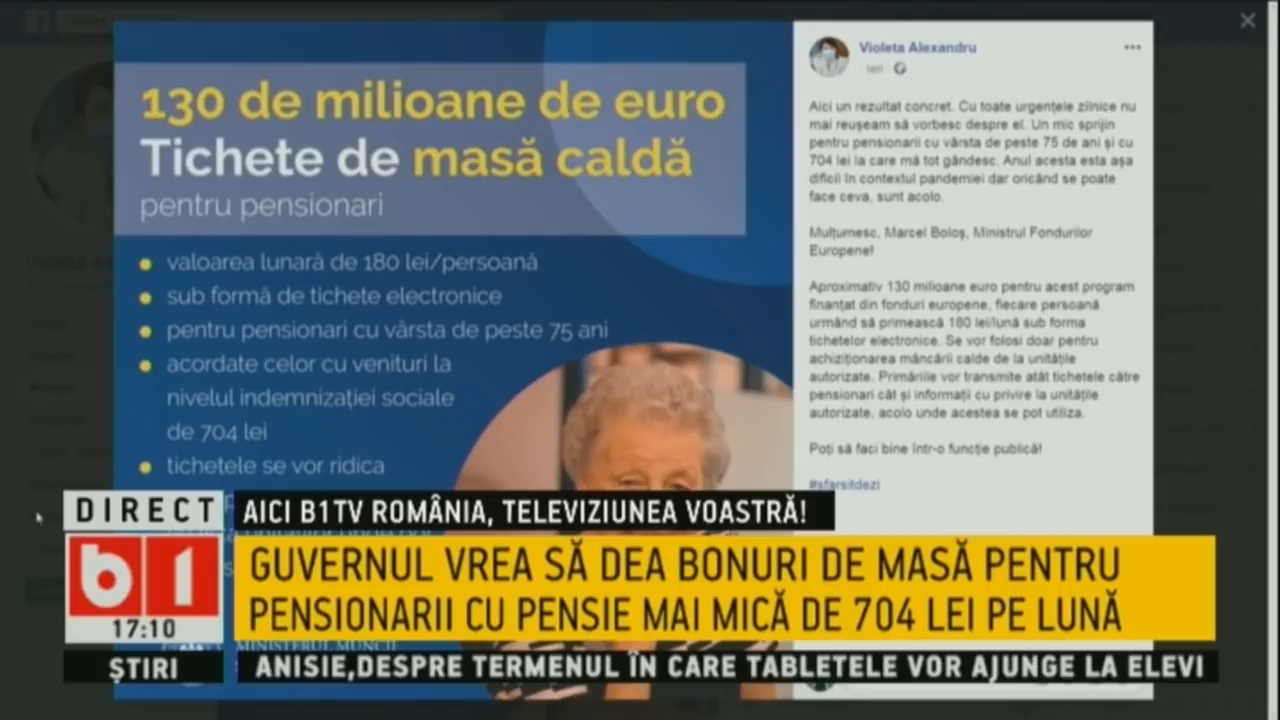 130 de milioane de euro
Tichete de masă caldă
pentru pensionari
valoarea lunară de 180 lei/persoană
sub formă de tichete electronice
pentru pensionari cu vârsta de peste 75 ani
acordate celor cu venituri la
nivelul indemnizației sociale
de 704 lei
tichetele se vor ridica
Violeta Alexandru
Ieri
Aici un rezultat concret. Cu toate urgențele zilnice nu
mai reușeam să vorbesc despre el. Un mic sprijin
pentru pensionarii cu vârsta de peste 75 de ani și cu
704 lei la care mă tot gândesc. Anul acesta esta așa
dificil în contextul pandemiei dar oricând se poate
face ceva, sunt acolo.
Mulțumesc, Marcel Boloș, Ministrul Fondurilor
Europene!
Aproximativ 130 milioane euro pentru acest program
finanțat din fonduri europene, fiecare persoană
urmând să primească 180 lei/lună sub forma
tichetelor electronice. Se vor folosi doar pentru
achiziționarea mâncării calde de la unitățile
autorizate. Primăriile vor transmite atât tichetele către
pensionari cât și informații cu privire la unitățile
autorizate, acolo unde acestea se pot utiliza.
Poți să faci bine într-o funcție publică!
#sfarsitdezi
DIRECT
AICI B1TV ROMÂNIA, TELEVIZIUNEA VOASTRĂ!
b1
GUVERNUL VREA SĂ DEA BONURI DE MASĂ PENTRU
PENSIONARII CU PENSIE MAI MICĂ DE 704 LEI PE LUNĂ
17:10
MINISTERUL MUNCII
ȘTIRI
ANISIE,DESPRE TERMENUL ÎN CARE TABLETELE VOR AJUNGE LA ELEVI